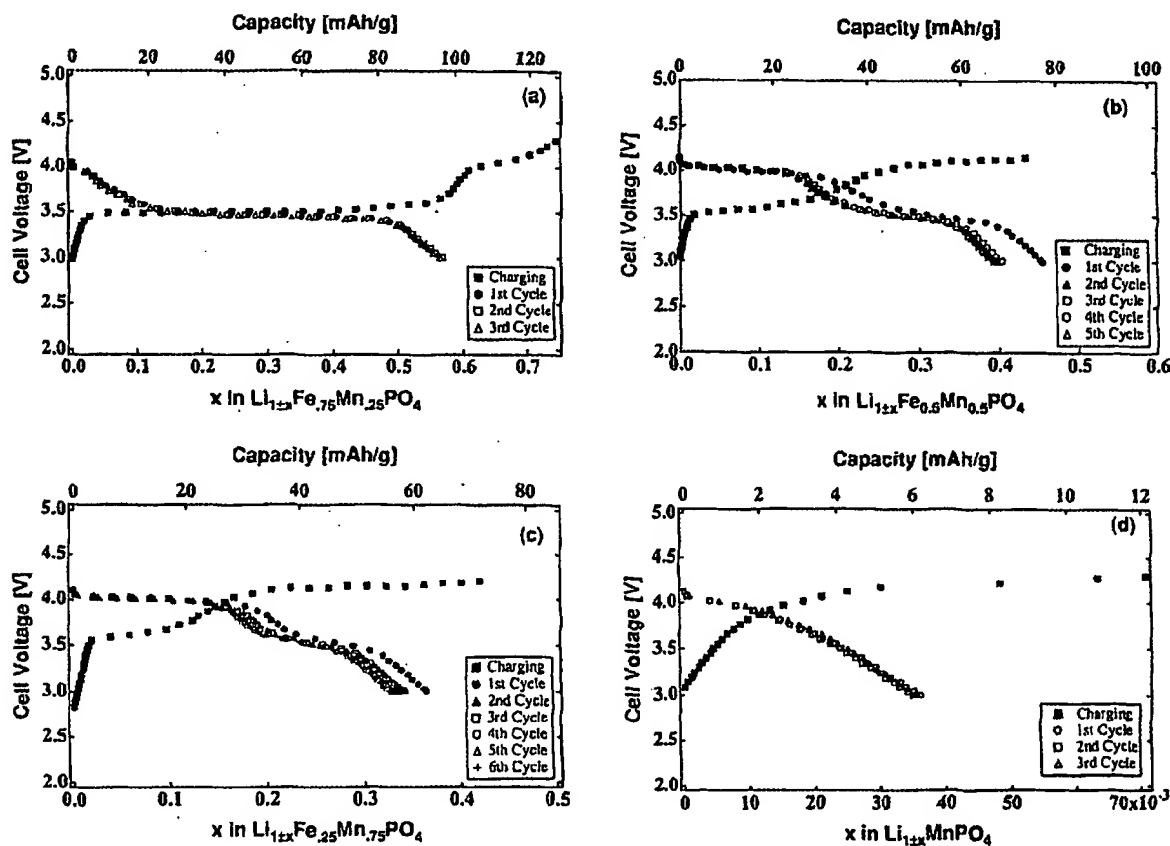 Capacity [mAh/g]
0 20 40 60 80 100 120
5.0
4.5
4.0
3.5
3.0
2.5
2.0
Cell Voltage [V]
(a)
Charging
1st Cycle
2nd Cycle
3rd Cycle
0.0 0.1 0.2 0.3 0.4 0.5 0.6 0.7
x in Li1±xFe.75Mn.25PO4
Capacity [mAh/g]
0 20 40 60 80 100
5.0
4.5
4.0
3.5
3.0
2.5
2.0
Cell Voltage [V]
(b)
Charging
1st Cycle
2nd Cycle
3rd Cycle
4th Cycle
5th Cycle
0.0 0.1 0.2 0.3 0.4 0.5 0.6
x in Li1±xFe0.5Mn0.5PO4
Capacity [mAh/g]
0 20 40 60 80
5.0
4.5
4.0
3.5
3.0
2.5
2.0
Cell Voltage [V]
(c)
Charging
1st Cycle
2nd Cycle
3rd Cycle
4th Cycle
5th Cycle
6th Cycle
0.0 0.1 0.2 0.3 0.4 0.5
x in Li1±xFe.25Mn.75PO4
Capacity [mAh/g]
0 2 4 6 8 10 12
5.0
4.5
4.0
3.5
3.0
2.5
2.0
Cell Voltage [V]
(d)
Charging
1st Cycle
2nd Cycle
3rd Cycle
0 10 20 30 40 50 70x10-3
x in Li1±xMnPO4